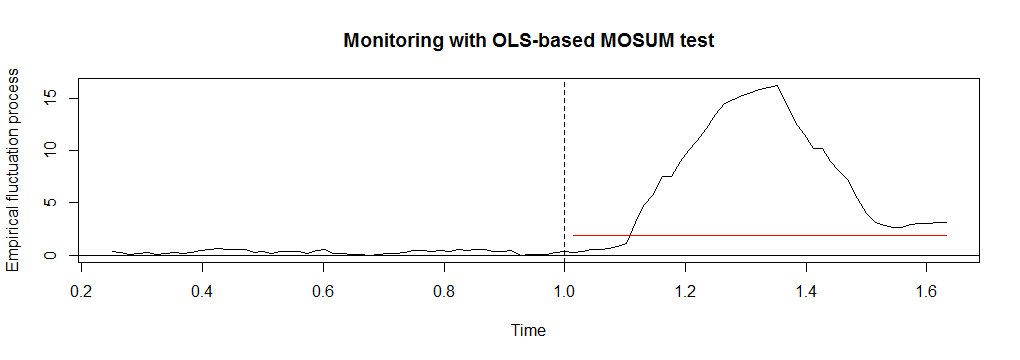 Monitoring with OLS-based MOSUM test
Empirical fluctuation process
15
10
5
0
0.2 0.4 0.6 0.8 1.0 1.2 1.4 1.6
Time